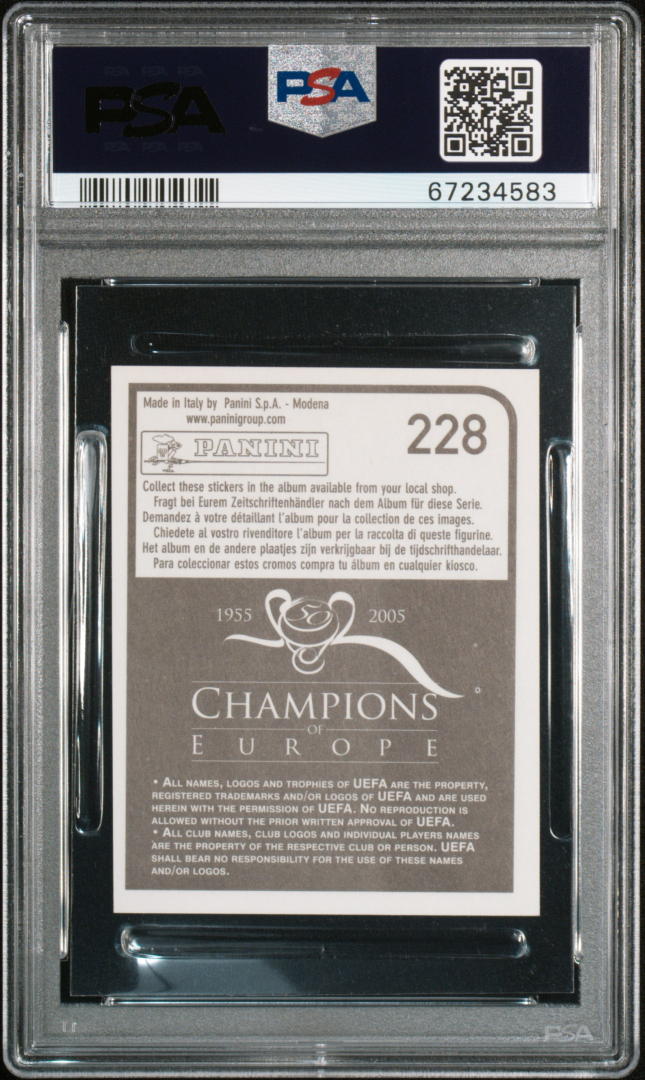 PSA
PSA
67234583
Made in Italy by Panini S.p.A. - Modena
www.paninigroup.com
228
PANINI
Collect these stickers in the album available from your local shop.
Fragt bei Eurem Zeitschriftenhändler nach dem Album für diese Serie.
Demandez à votre détaillant l'album pour la collection de ces images.
Chiedete al vostro rivenditore l'album per la raccolta di queste figurine.
Het album en de andere plaatjes zijn verkrijgbaar bij de tijdschrifthandelaar.
Para coleccionar estos cromos compra tu álbum en cualquier kiosco.
1955 50 2005
CHAMPIONS
OF
EUROPE
• ALL NAMES, LOGOS AND TROPHIES OF UEFA ARE THE PROPERTY,
REGISTERED TRADEMARKS AND/OR LOGOS OF UEFA AND ARE USED
HEREIN WITH THE PERMISSION OF UEFA. NO REPRODUCTION IS
ALLOWED WITHOUT THE PRIOR WRITTEN APPROVAL OF UEFA.
• ALL CLUB NAMES, CLUB LOGOS AND INDIVIDUAL PLAYERS NAMES
ARE THE PROPERTY OF THE RESPECTIVE CLUB OR PERSON. UEFA
SHALL BEAR NO RESPONSIBILITY FOR THE USE OF THESE NAMES
AND/OR LOGOS.
PSA